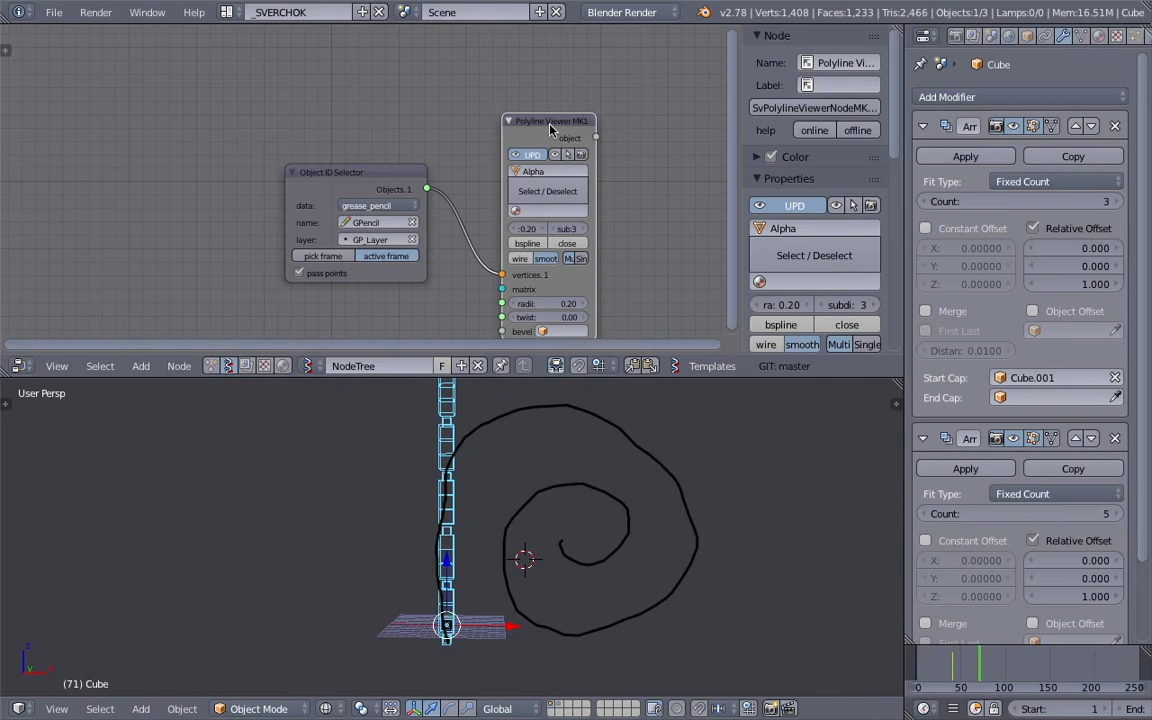 File Render Window Help _SVERCHOK Scene Blender Render v2.78 | Verts:1,408 | Faces:1,233 | Tris:2,466 | Objects:1/3 | Lamps:0/0 | Mem:16.51M | Cube
Polyline Viewer MK1
object
UPD
Alpha
Select / Deselect
:0.20 sub:3
bspline close
wire smoot Mu Sin
vertices. 1
matrix
radii: 0.20
twist: 0.00
bevel
Object ID Selector
Objects. 1
data: grease_pencil
name: GPencil
layer: GP_Layer
pick frame active frame
pass points
Node
Name: Polyline Vi...
Label:
SvPolylineViewerNodeMK...
help online offline
Color
Properties
UPD
Alpha
Select / Deselect
ra: 0.20 subdi: 3
bspline close
wire smooth Multi Single
View Select Add Node NodeTree F Templates GIT: master
User Persp
z
y x
(71) Cube
View Select Add Object Object Mode Global
Cube
Add Modifier
Arr
Apply Copy
Fit Type: Fixed Count
Count: 3
Constant Offset Relative Offset
X: 0.00000 0.000
Y: 0.00000 0.000
Z: 0.00000 1.000
Merge Object Offset
First Last
Distan: 0.0100
Start Cap: Cube.001
End Cap:
Arr
Apply Copy
Fit Type: Fixed Count
Count: 5
Constant Offset Relative Offset
X: 0.00000 0.000
Y: 0.00000 0.000
Z: 0.00000 1.000
Merge Object Offset
0 50 100 150 200 250
Start: 1 End: